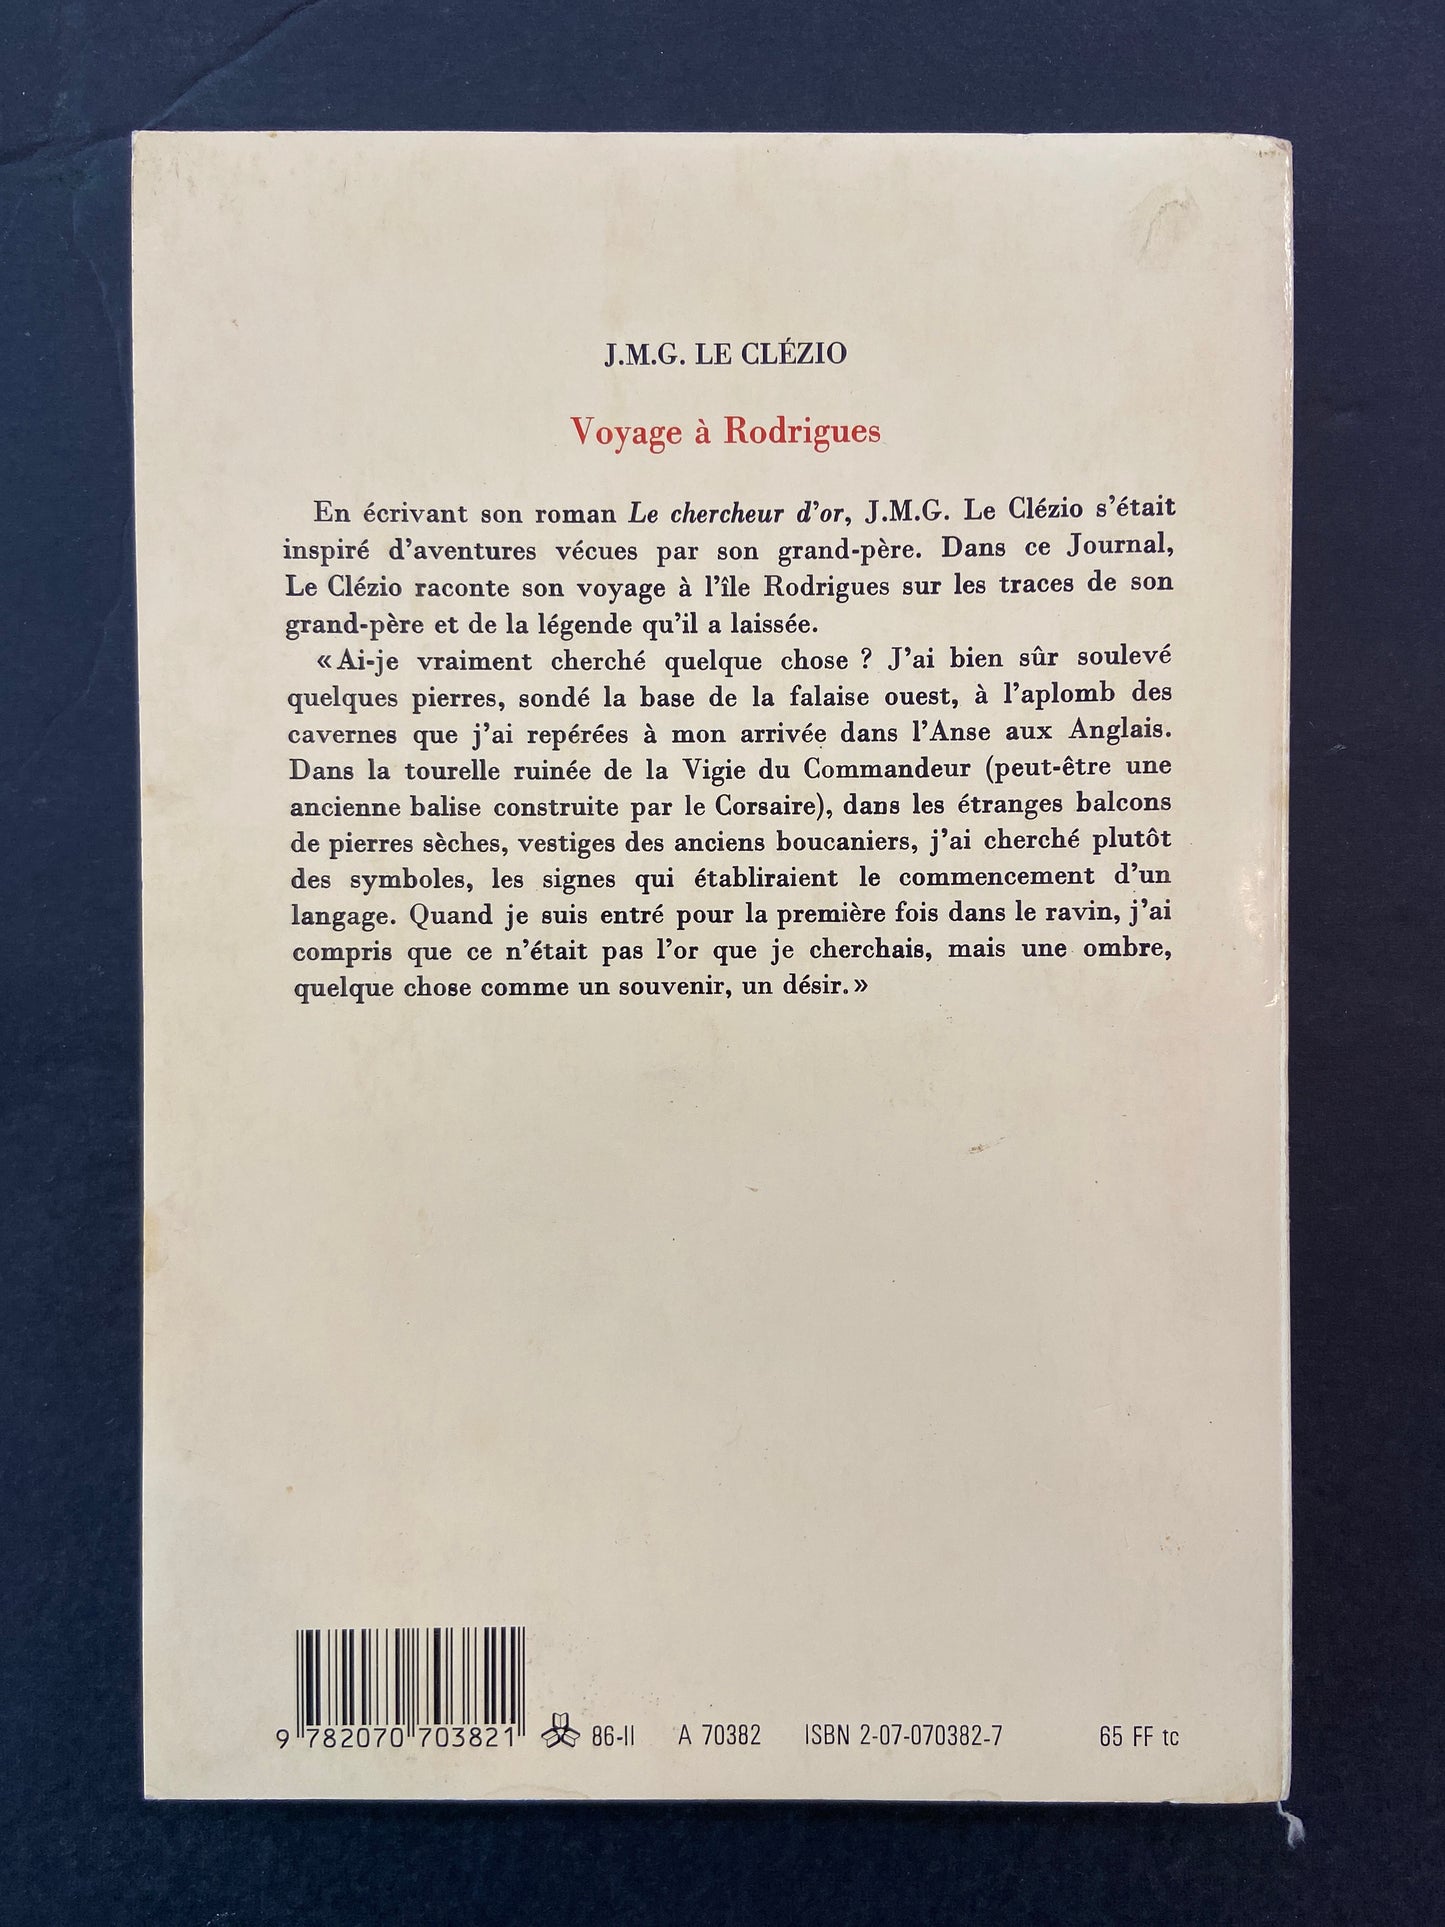 J.M.G. LE CLÉZIO
Voyage à Rodrigues
En écrivant son roman Le chercheur d'or, J.M.G. Le Clézio s'était
inspiré d'aventures vécues par son grand-père. Dans ce Journal,
Le Clézio raconte son voyage à l'île Rodrigues sur les traces de son
grand-père et de la légende qu'il a laissée.
« Ai-je vraiment cherché quelque chose ? J'ai bien sûr soulevé
quelques pierres, sondé la base de la falaise ouest, à l'aplomb des
cavernes que j'ai repérées à mon arrivée dans l'Anse aux Anglais.
Dans la tourelle ruinée de la Vigie du Commandeur (peut-être une
ancienne balise construite par le Corsaire), dans les étranges balcons
de pierres sèches, vestiges des anciens boucaniers, j'ai cherché plutôt
des symboles, les signes qui établiraient le commencement d'un
langage. Quand je suis entré pour la première fois dans le ravin, j'ai
compris que ce n'était pas l'or que je cherchais, mais une ombre,
quelque chose comme un souvenir, un désir. »
9 782070 703821 86-II A 70382 ISBN 2-07-070382-7 65 FF tc